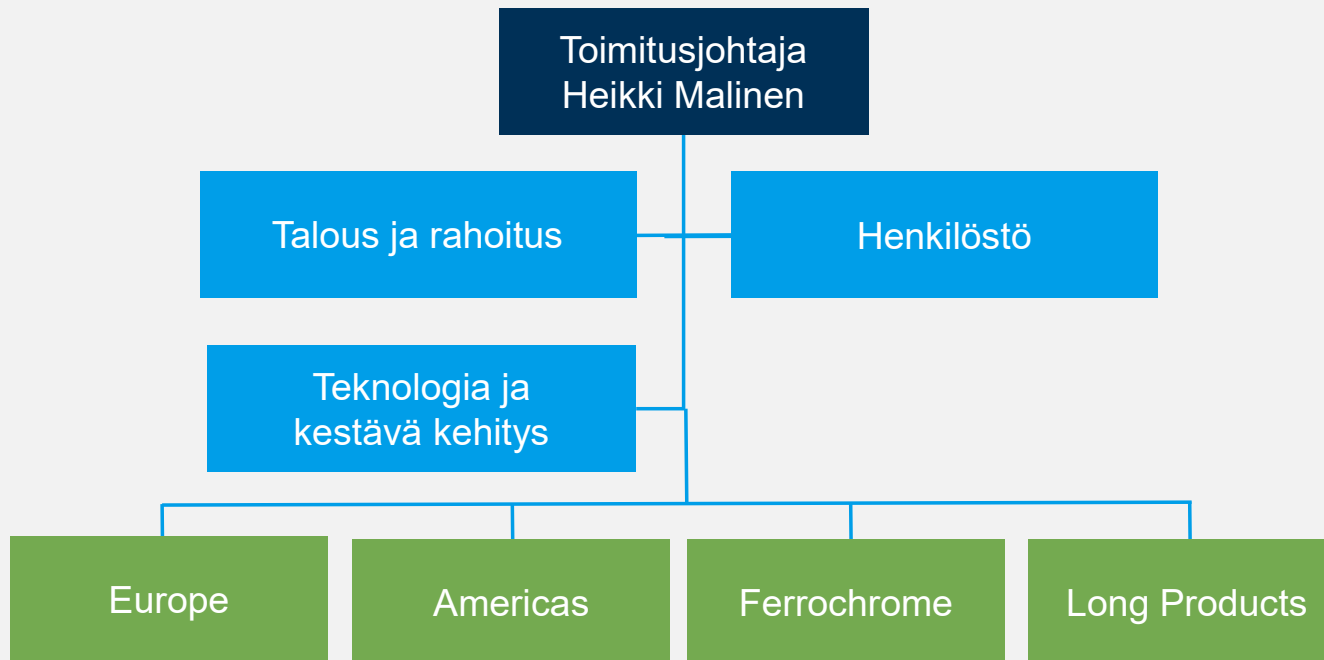 Toimitusjohtaja
Heikki Malinen
Talous ja rahoitus
Henkilöstö
Teknologia ja
kestävä kehitys
Europe
Americas
Ferrochrome
Long Products